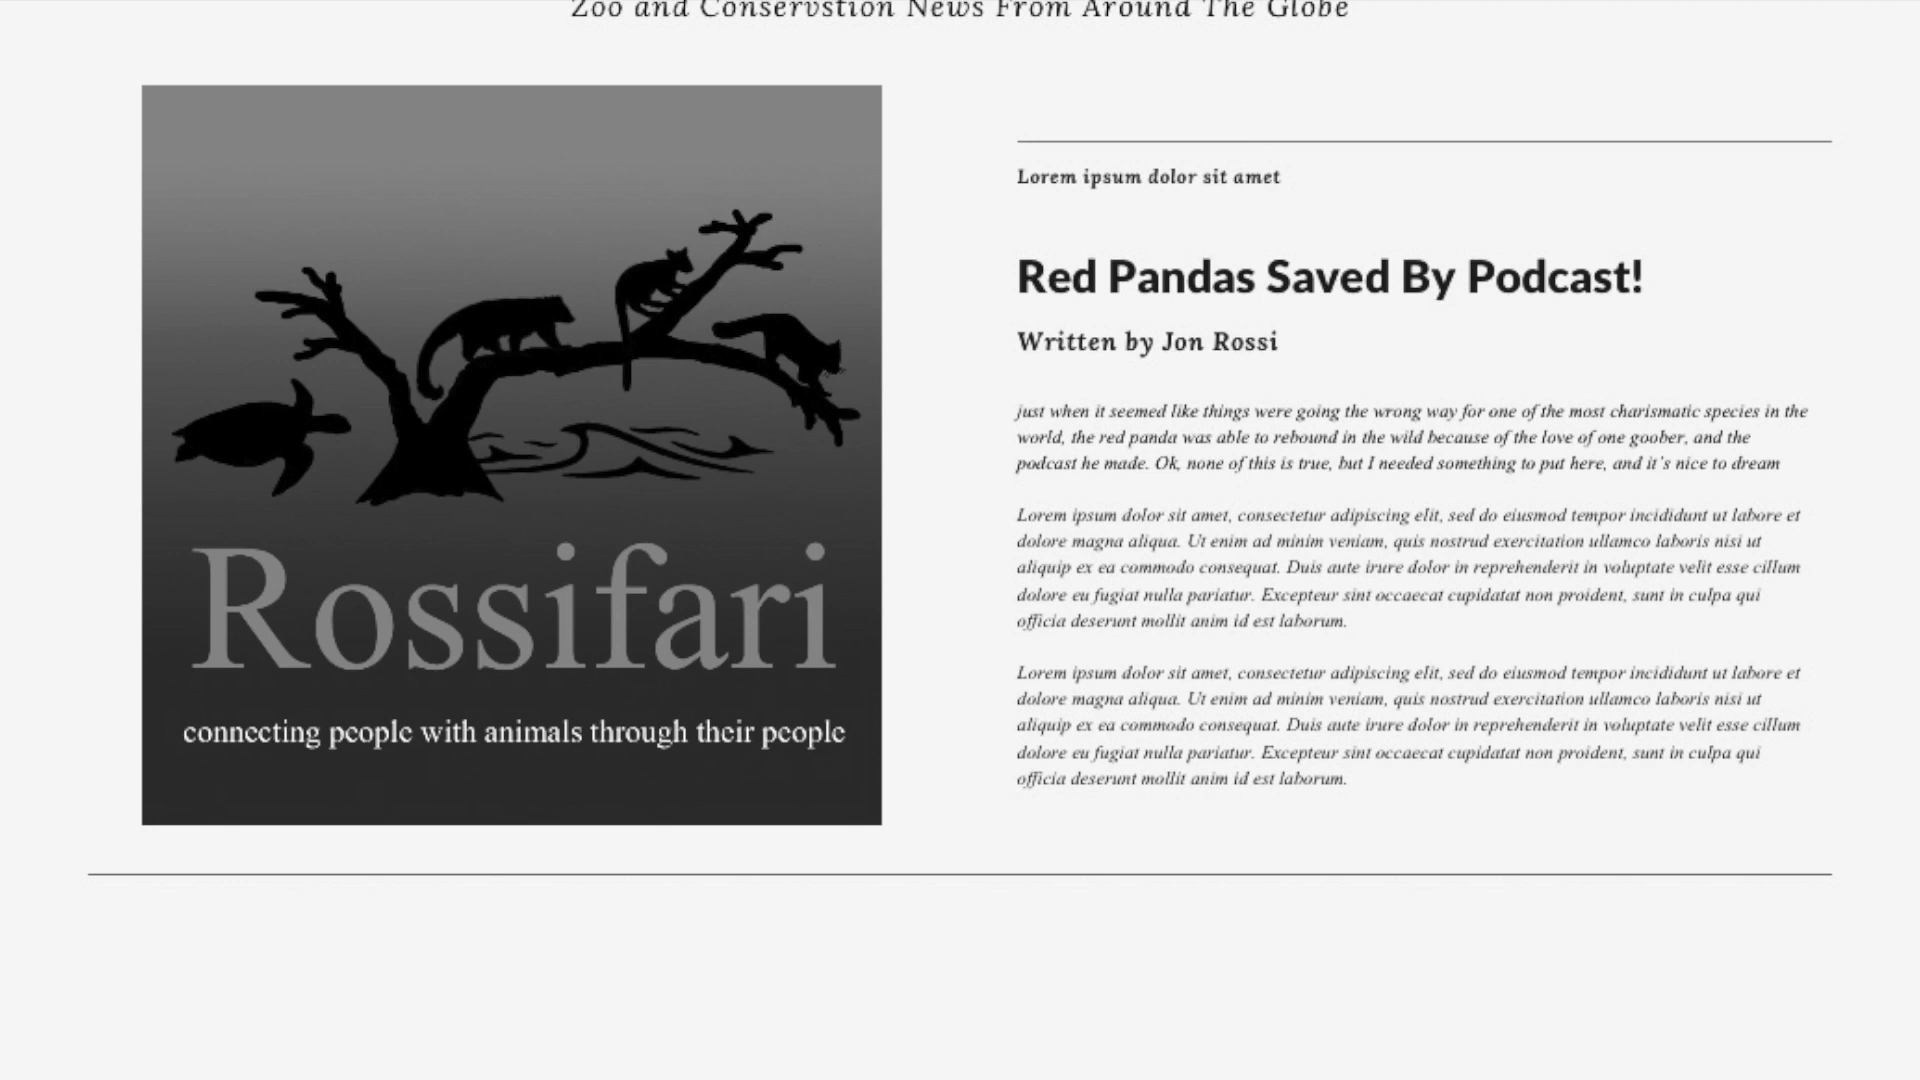 Zoo and Conservstion News From Around The Globe
Rossifari
connecting people with animals through their people
Lorem ipsum dolor sit amet
Red Pandas Saved By Podcast!
Written by Jon Rossi
just when it seemed like things were going the wrong way for one of the most charismatic species in the
world, the red panda was able to rebound in the wild because of the love of one goober, and the
podcast he made. Ok, none of this is true, but I needed something to put here, and it's nice to dream
Lorem ipsum dolor sit amet, consectetur adipiscing elit, sed do eiusmod tempor incididunt ut labore et
dolore magna aliqua. Ut enim ad minim veniam, quis nostrud exercitation ullamco laboris nisi ut
aliquip ex ea commodo consequat. Duis aute irure dolor in reprehenderit in voluptate velit esse cillum
dolore eu fugiat nulla pariatur. Excepteur sint occaecat cupidatat non proident, sunt in culpa qui
officia deserunt mollit anim id est laborum.
Lorem ipsum dolor sit amet, consectetur adipiscing elit, sed do eiusmod tempor incididunt ut labore et
dolore magna aliqua. Ut enim ad minim veniam, quis nostrud exercitation ullamco laboris nisi ut
aliquip ex ea commodo consequat. Duis aute irure dolor in reprehenderit in voluptate velit esse cillum
dolore eu fugiat nulla pariatur. Excepteur sint occaecat cupidatat non proident, sunt in culpa qui
officia deserunt mollit anim id est laborum.